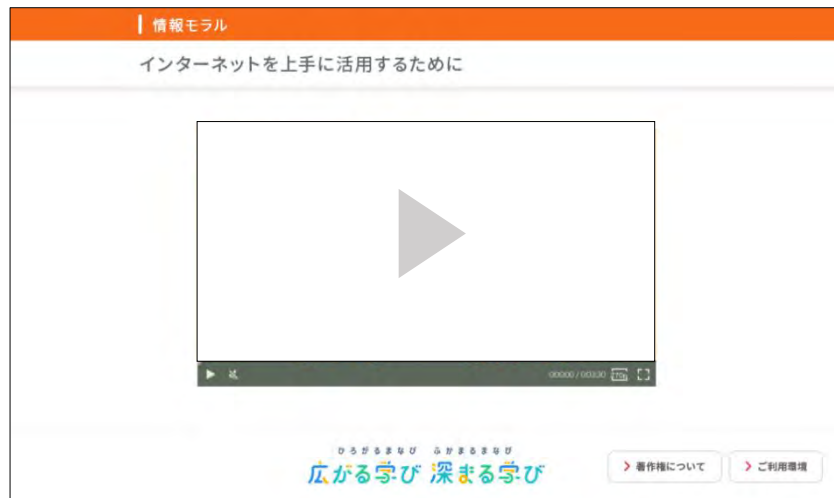 情報モラル
インターネットを上手に活用するために
ひろがるまなび ふかまるまなび
広がる学び 深まる学び
著作権について
ご利用環境